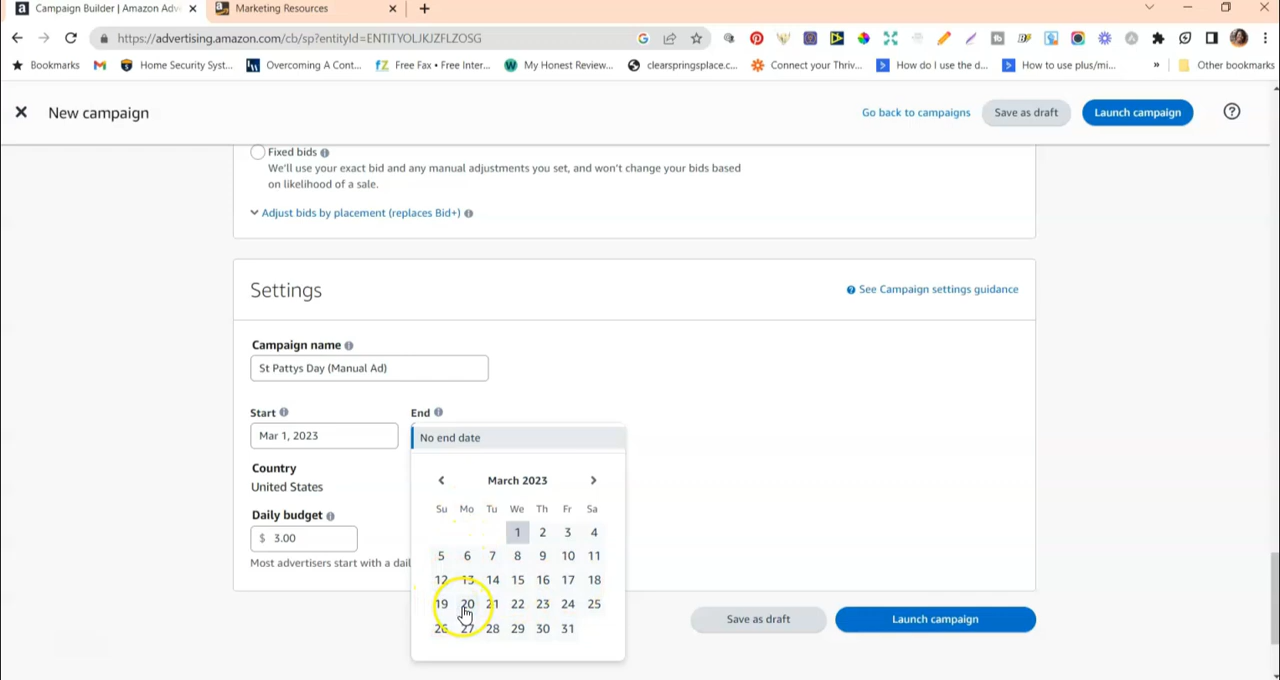 Campaign Builder | Amazon Adv
Marketing Resources
https://advertising.amazon.com/cb/sp?entityId=ENTITYOLJKJZFLZOSG
Bookmarks
Home Security Syst...
Overcoming A Cont...
Free Fax • Free Inter...
My Honest Review...
clearspringsplace.c...
Connect your Thriv...
How do I use the d...
How to use plus/mi...
»
Other bookmarks
New campaign
Go back to campaigns
Save as draft
Launch campaign
Fixed bids
We'll use your exact bid and any manual adjustments you set, and won't change your bids based
on likelihood of a sale.
Adjust bids by placement (replaces Bid+)
Settings
See Campaign settings guidance
Campaign name
St Pattys Day (Manual Ad)
Start
End
Mar 1, 2023
No end date
Country
United States
Daily budget
$ 3.00
Most advertisers start with a dail
March 2023
Su Mo Tu We Th Fr Sa
1 2 3 4
5 6 7 8 9 10 11
12 13 14 15 16 17 18
19 20 21 22 23 24 25
26 27 28 29 30 31
Save as draft
Launch campaign